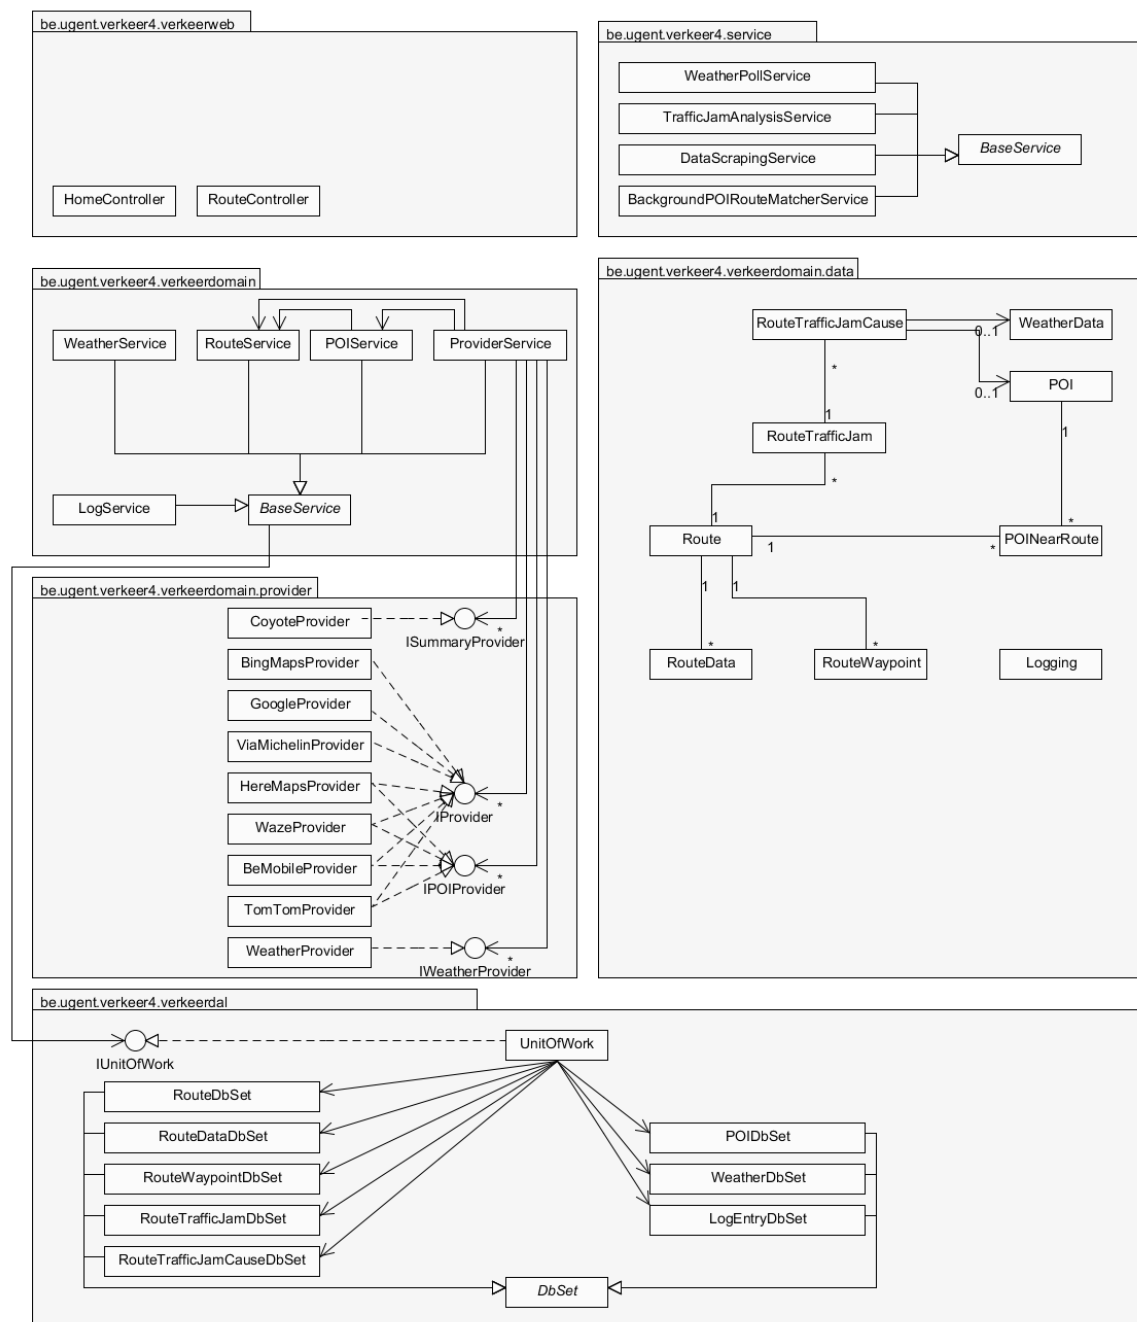 be.ugent.verkeer4.verkeerweb
HomeController
RouteController
be.ugent.verkeer4.service
WeatherPollService
TrafficJamAnalysisService
DataScrapingService
BackgroundPOIRouteMatcherService
BaseService
be.ugent.verkeer4.verkeerdomain
WeatherService
RouteService
POIService
ProviderService
LogService
BaseService
be.ugent.verkeer4.verkeerdomain.data
RouteTrafficJamCause
WeatherData
0..1
POI
0..1
*
1
RouteTrafficJam
1
*
1
*
Route
POINearRoute
1
*
1
1
*
*
RouteData
RouteWaypoint
Logging
be.ugent.verkeer4.verkeerdomain.provider
CoyoteProvider
*
ISummaryProvider
BingMapsProvider
GoogleProvider
ViaMichelinProvider
HereMapsProvider
*
IProvider
WazeProvider
BeMobileProvider
*
IPOIProvider
TomTomProvider
WeatherProvider
*
IWeatherProvider
be.ugent.verkeer4.verkeerdal
IUnitOfWork
UnitOfWork
RouteDbSet
RouteDataDbSet
RouteWaypointDbSet
RouteTrafficJamDbSet
RouteTrafficJamCauseDbSet
POIDbSet
WeatherDbSet
LogEntryDbSet
DbSet